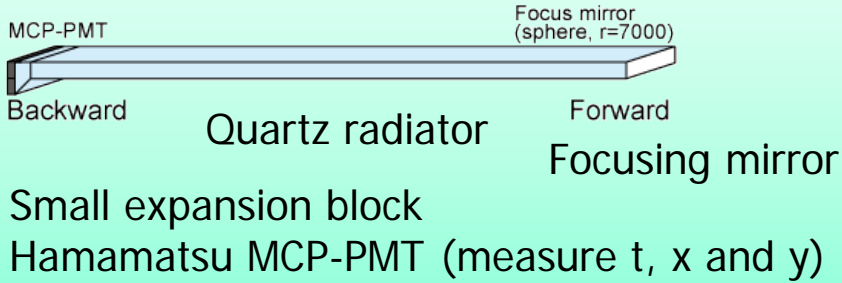 MCP-PMT
Focus mirror
(sphere, r=7000)
Backward
Forward
Quartz radiator
Focusing mirror
Small expansion block
Hamamatsu MCP-PMT (measure t, x and y)